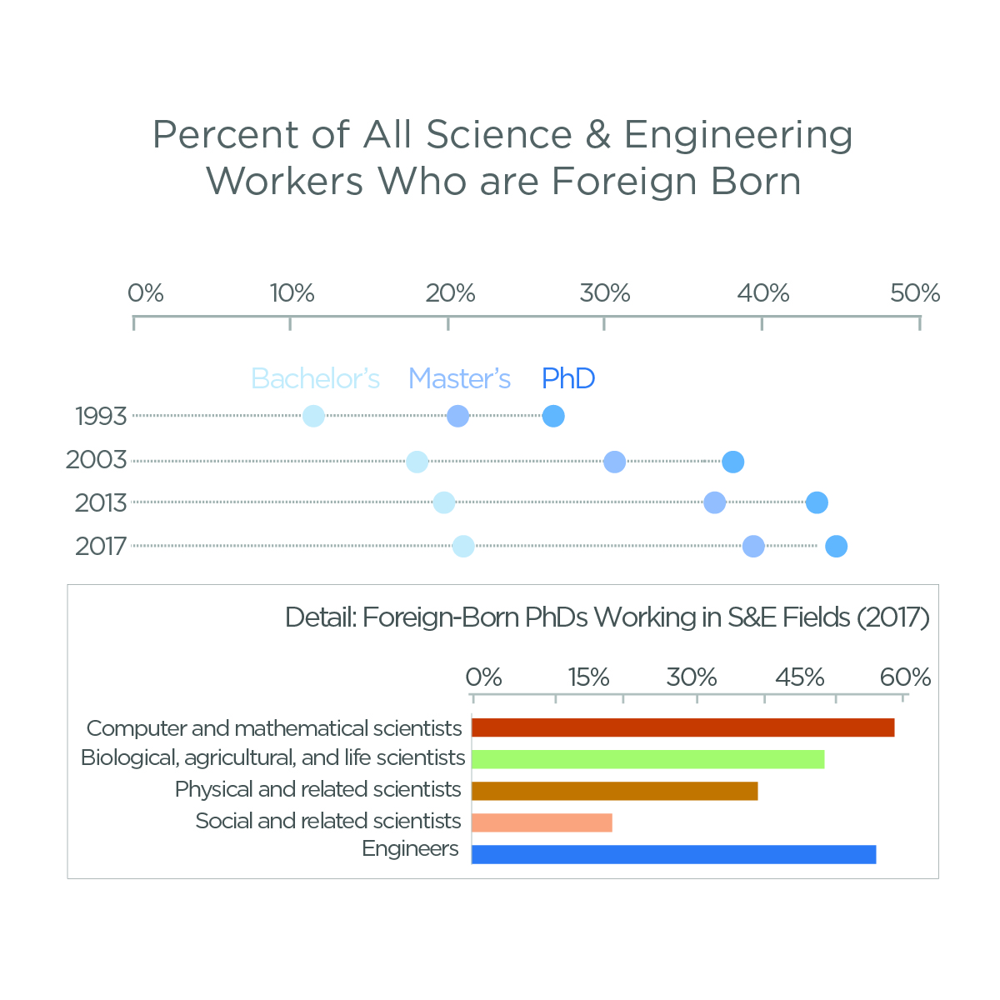 Percent of All Science & Engineering
Workers Who are Foreign Born
0% 10% 20% 30% 40% 50%
Bachelor's Master's PhD
1993
2003
2013
2017
Detail: Foreign-Born PhDs Working in S&E Fields (2017)
0% 15% 30% 45% 60%
Computer and mathematical scientists
Biological, agricultural, and life scientists
Physical and related scientists
Social and related scientists
Engineers